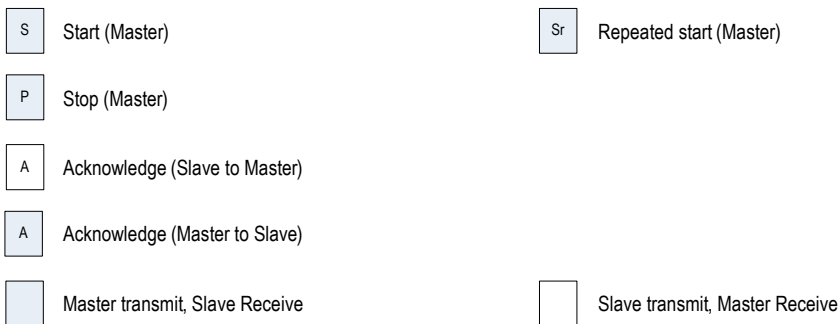 S Start (Master) Sr Repeated start (Master)
P Stop (Master)
A Acknowledge (Slave to Master)
A Acknowledge (Master to Slave)
Master transmit, Slave Receive Slave transmit, Master Receive